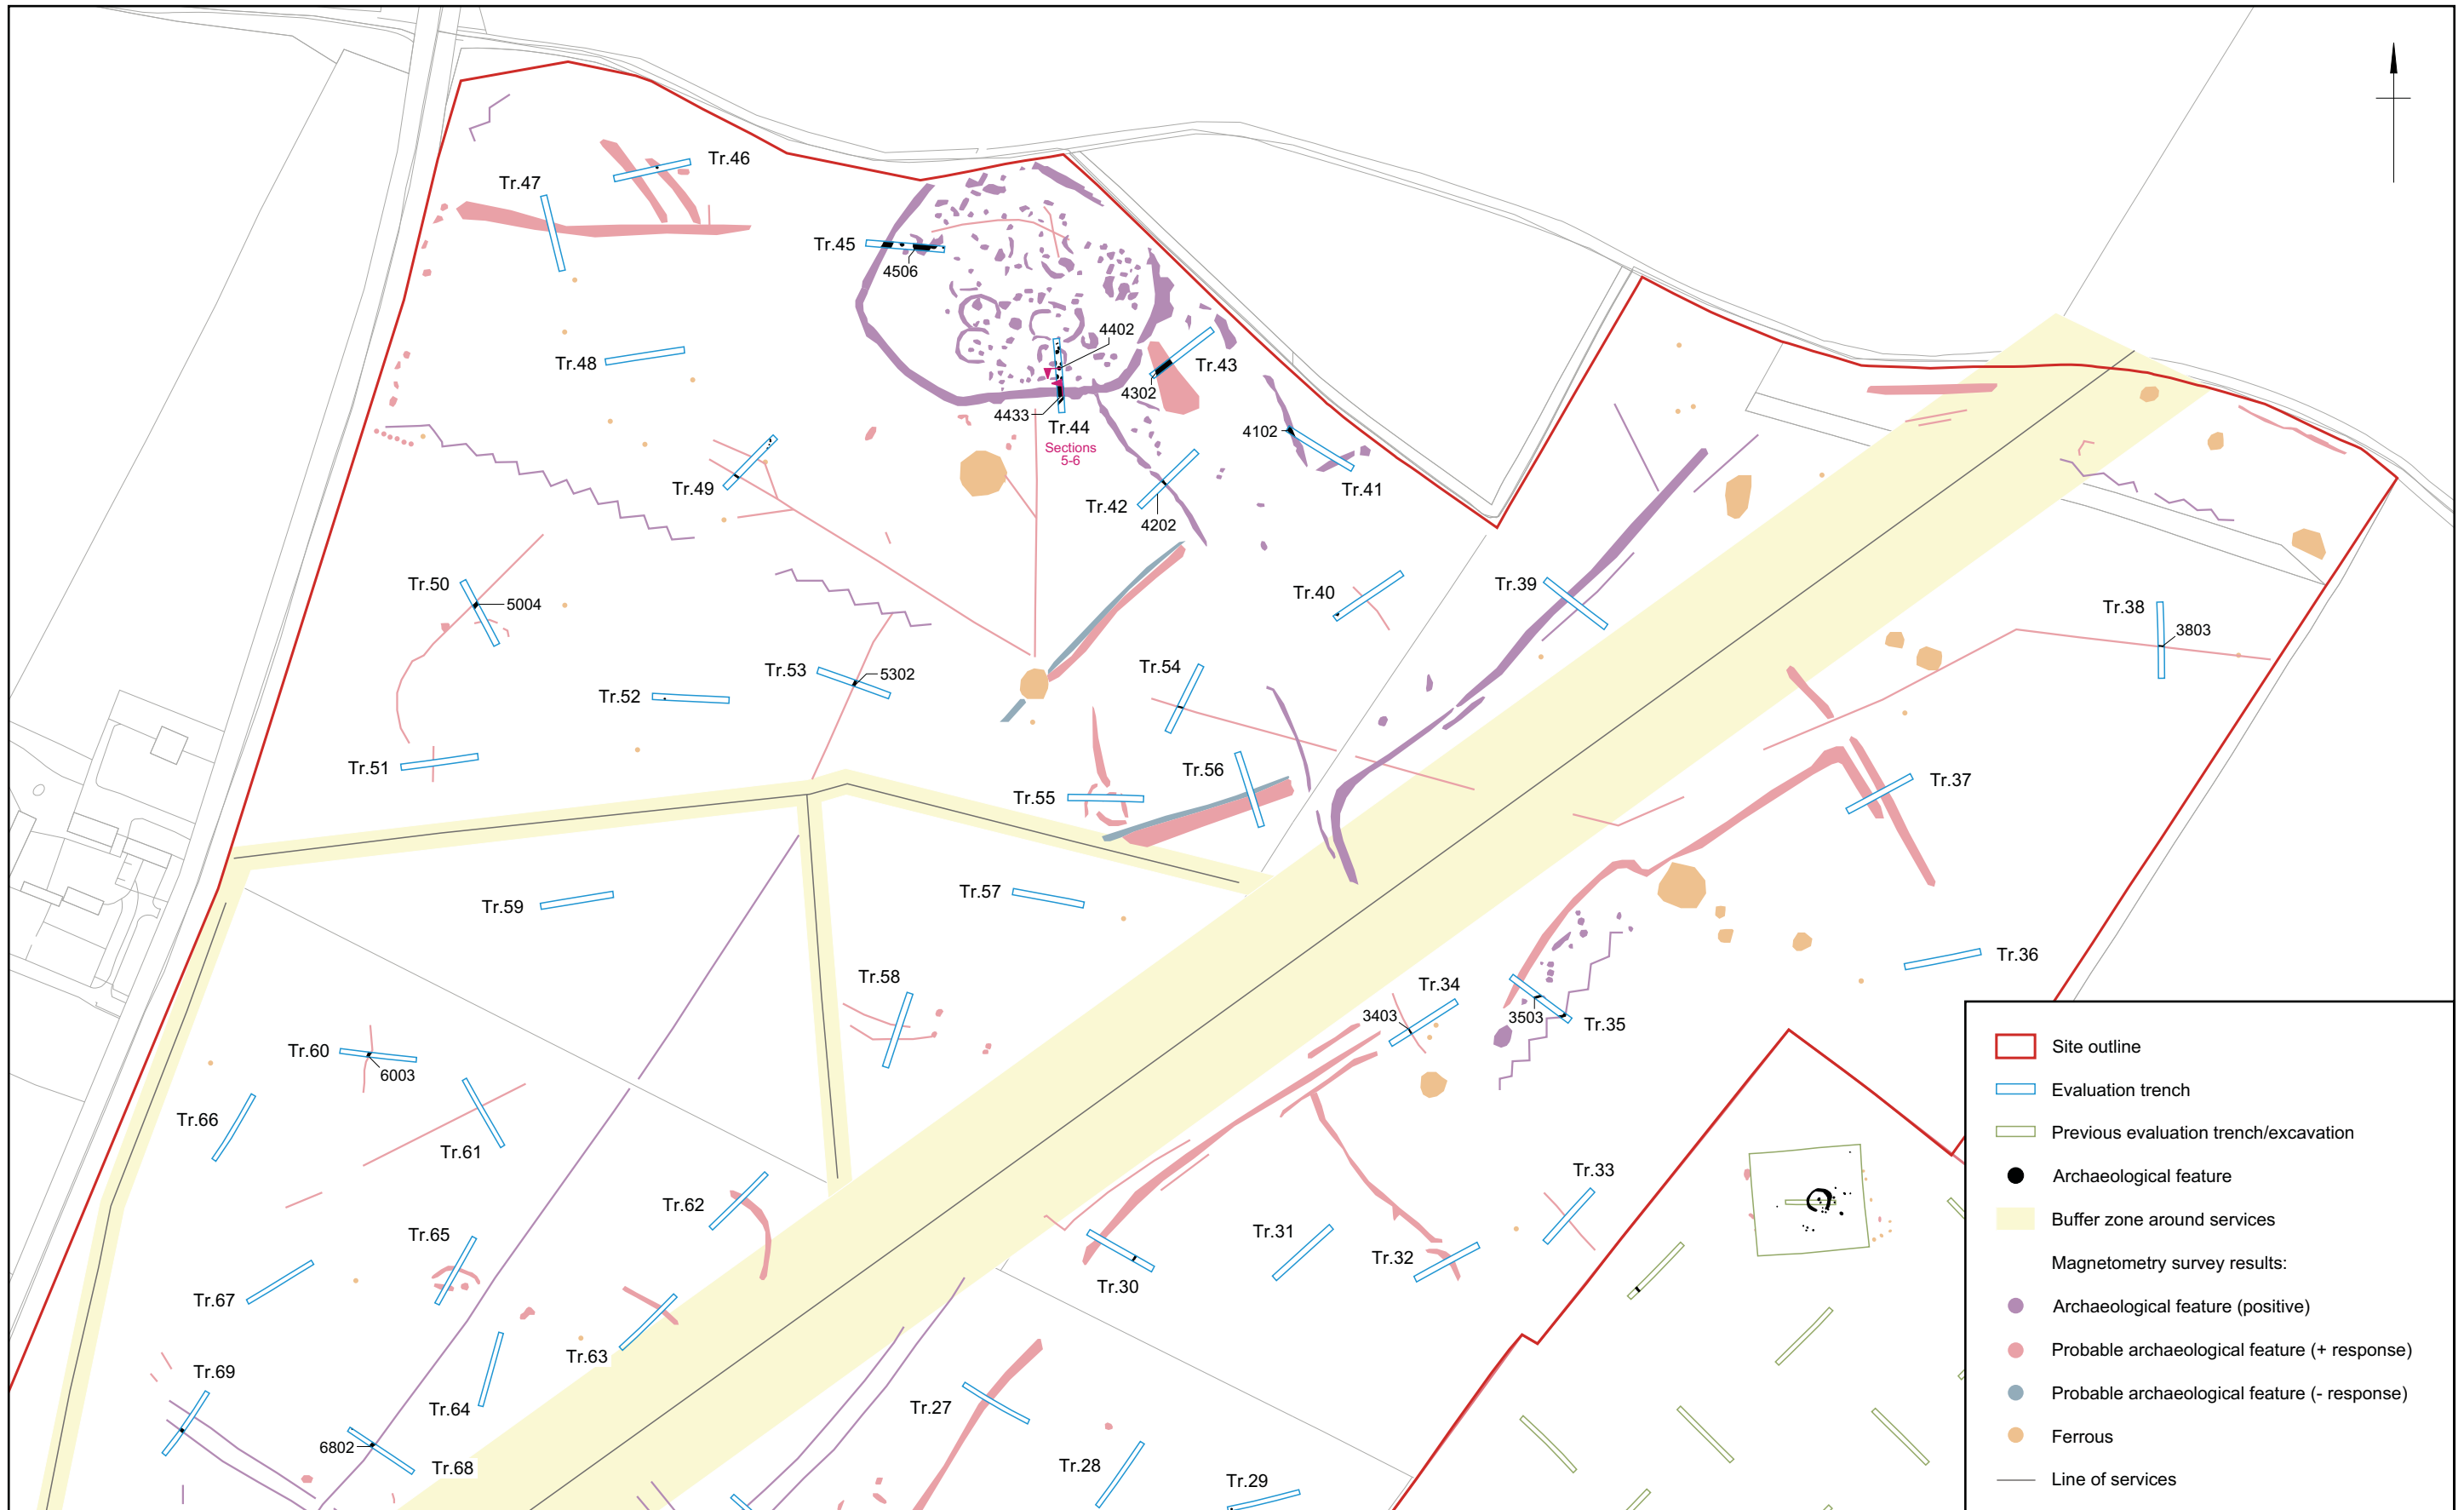 Tr.46
Tr.47
Tr.45
4506
Tr.48
4402
Tr.43
4302
4433
Tr.44
Sections
5-6
4102
Tr.41
Tr.49
Tr.42
4202
Tr.50
5004
Tr.40
Tr.39
Tr.38
3803
Tr.53
5302
Tr.54
Tr.52
Tr.51
Tr.56
Tr.55
Tr.37
Tr.59
Tr.57
Tr.36
Tr.58
Tr.34
3403
3503
Tr.35
Tr.60
6003
Tr.66
Tr.61
Tr.62
Tr.33
Tr.65
Tr.31
Tr.32
Tr.30
Tr.67
Tr.63
Tr.69
Tr.64
Tr.27
6802
Tr.68
Tr.28
Tr.29
Site outline
Evaluation trench
Previous evaluation trench/excavation
Archaeological feature
Buffer zone around services
Magnetometry survey results:
Archaeological feature (positive)
Probable archaeological feature (+ response)
Probable archaeological feature (- response)
Ferrous
Line of services